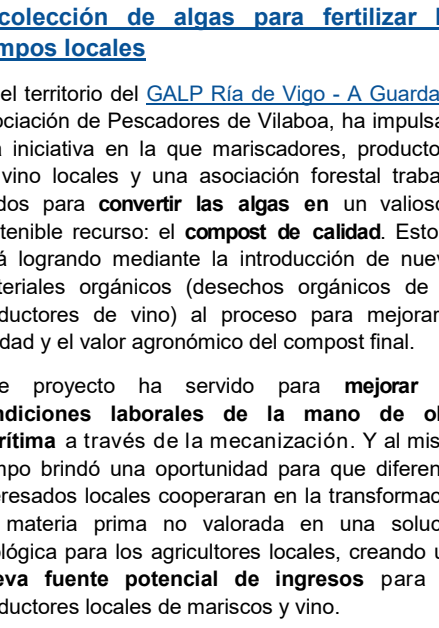 colección de algas para fertilizar l
mpos locales
el territorio del GALP Ría de Vigo - A Guarda
ociación de Pescadores de Vilaboa, ha impulsa
iniciativa en la que mariscadores, producto
vino locales y una asociación forestal traba
dos para convertir las algas en un valios
tenible recurso: el compost de calidad. Esto
á logrando mediante la introducción de nuev
teriales orgánicos (desechos orgánicos de
ductores de vino) al proceso para mejorar
idad y el valor agronómico del compost final.
e proyecto ha servido para mejorar
ndiciones laborales de la mano de ob
rítima a través de la mecanización. Y al mis
mpo brindó una oportunidad para que diferen
eresados locales cooperaran en la transformac
materia prima no valorada en una soluc
ológica para los agricultores locales, creando u
eva fuente potencial de ingresos para
ductores locales de mariscos y vino.